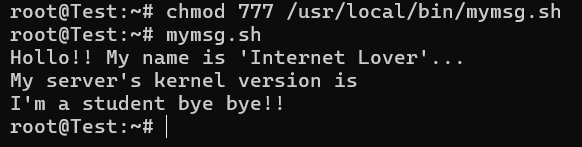 root@Test:~# chmod 777 /usr/local/bin/mymsg.sh
root@Test:~# mymsg.sh
Hollo!! My name is 'Internet Lover'...
My server's kernel version is
I'm a student bye bye!!
root@Test:~#